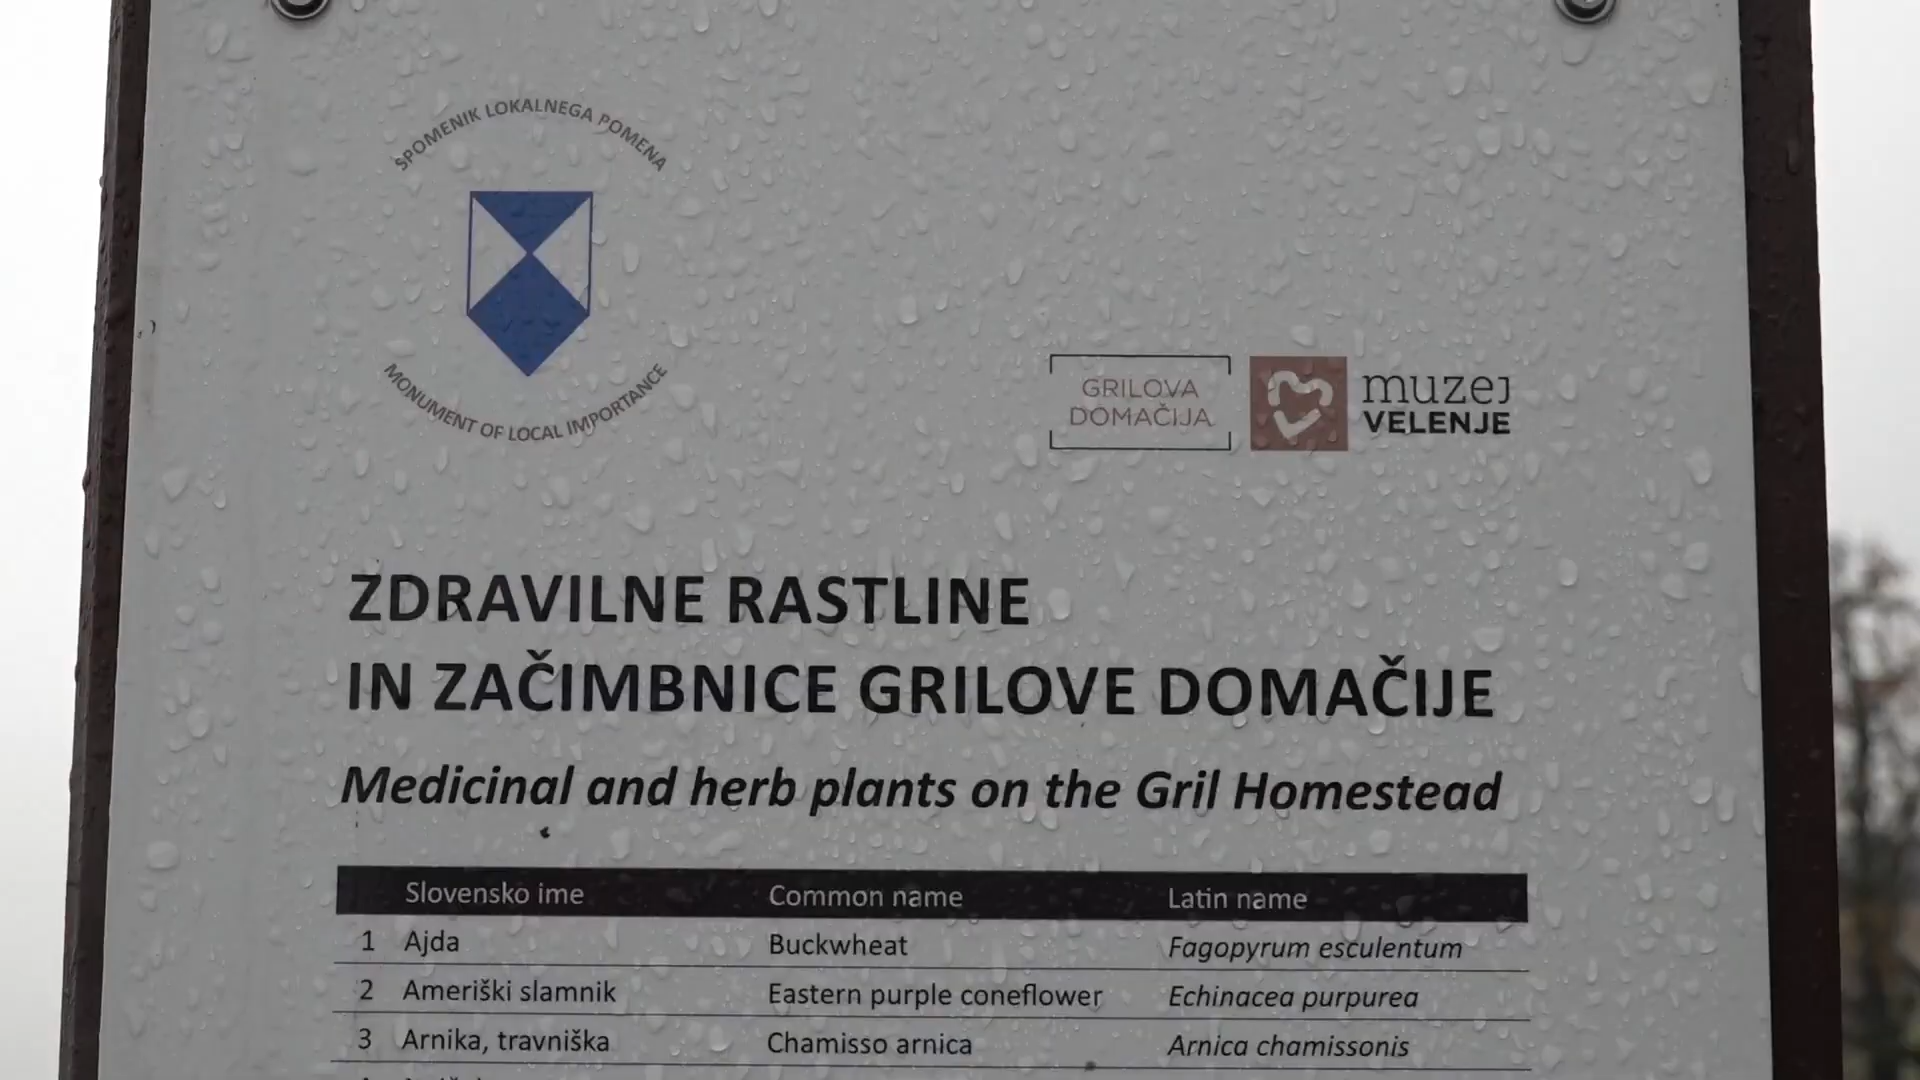 SPOMENIK LOKALNEGA POMENA
MONUMENT OF LOCAL IMPORTANCE
GRILOVA
DOMAČIJA
muzej
VELENJE
ZDRAVILNE RASTLINE
IN ZAČIMBNICE GRILOVE DOMAČIJE
Medicinal and herb plants on the Gril Homestead
Slovensko ime Common name Latin name
1 Ajda Buckwheat Fagopyrum esculentum
2 Ameriški slamnik Eastern purple coneflower Echinacea purpurea
3 Arnika, travniška Chamisso arnica Arnica chamissonis